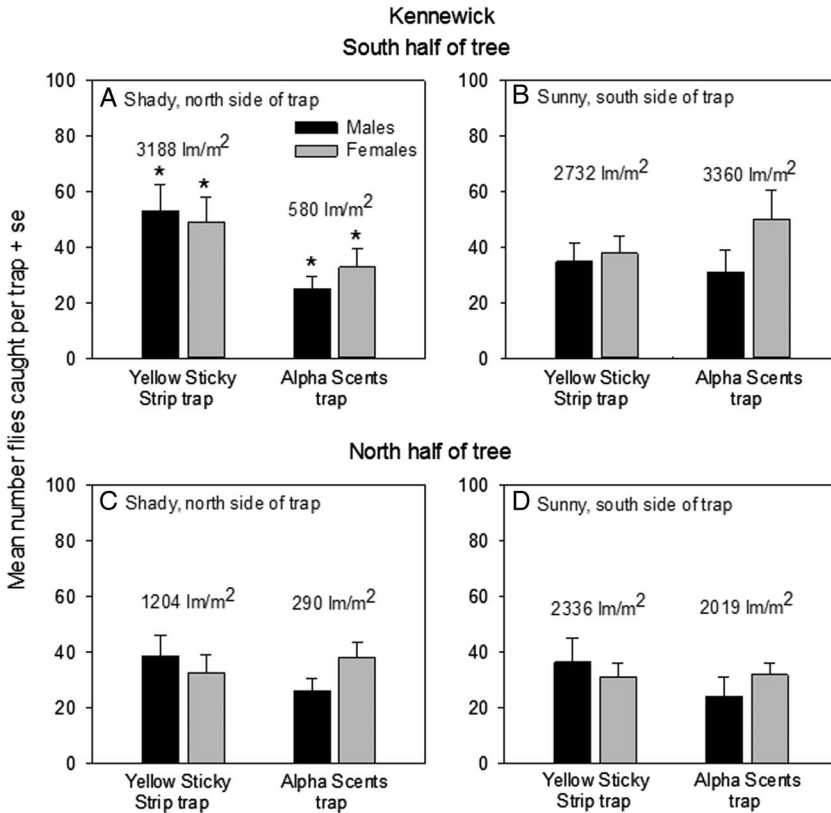 Kennewick
South half of tree
Mean number flies caught per trap + se
A Shady, north side of trap
Males
Females
3188 lm/m²
580 lm/m²
* * * *
100
80
60
40
20
0
Yellow Sticky Strip trap
Alpha Scents trap
B Sunny, south side of trap
2732 lm/m²
3360 lm/m²
100
80
60
40
20
0
Yellow Sticky Strip trap
Alpha Scents trap
North half of tree
C Shady, north side of trap
1204 lm/m²
290 lm/m²
100
80
60
40
20
0
Yellow Sticky Strip trap
Alpha Scents trap
D Sunny, south side of trap
2336 lm/m²
2019 lm/m²
100
80
60
40
20
0
Yellow Sticky Strip trap
Alpha Scents trap